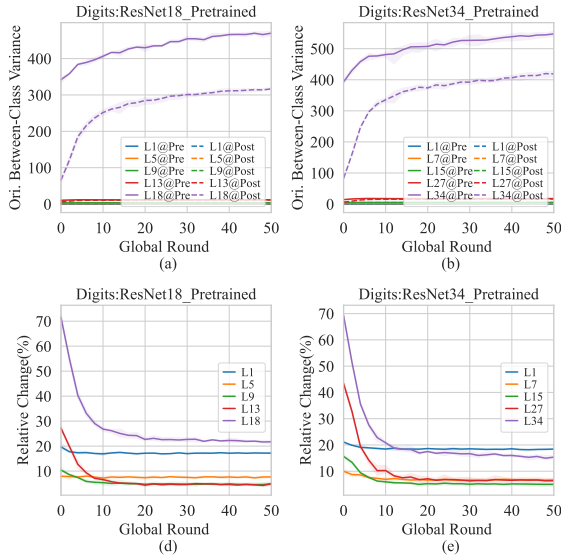 Digits:ResNet18_Pretrained
Ori. Between-Class Variance
400
300
200
100
0
L1@Pre L1@Post
L5@Pre L5@Post
L9@Pre L9@Post
L13@Pre L13@Post
L18@Pre L18@Post
0 10 20 30 40 50
Global Round
(a)
Digits:ResNet34_Pretrained
Ori. Between-Class Variance
500
400
300
200
100
0
L1@Pre L1@Post
L7@Pre L7@Post
L15@Pre L15@Post
L27@Pre L27@Post
L34@Pre L34@Post
0 10 20 30 40 50
Global Round
(b)
Digits:ResNet18_Pretrained
Relative Change(%)
70
60
50
40
30
20
10
L1
L5
L9
L13
L18
0 10 20 30 40 50
Global Round
(d)
Digits:ResNet34_Pretrained
Relative Change(%)
70
60
50
40
30
20
10
L1
L7
L15
L27
L34
0 10 20 30 40 50
Global Round
(e)